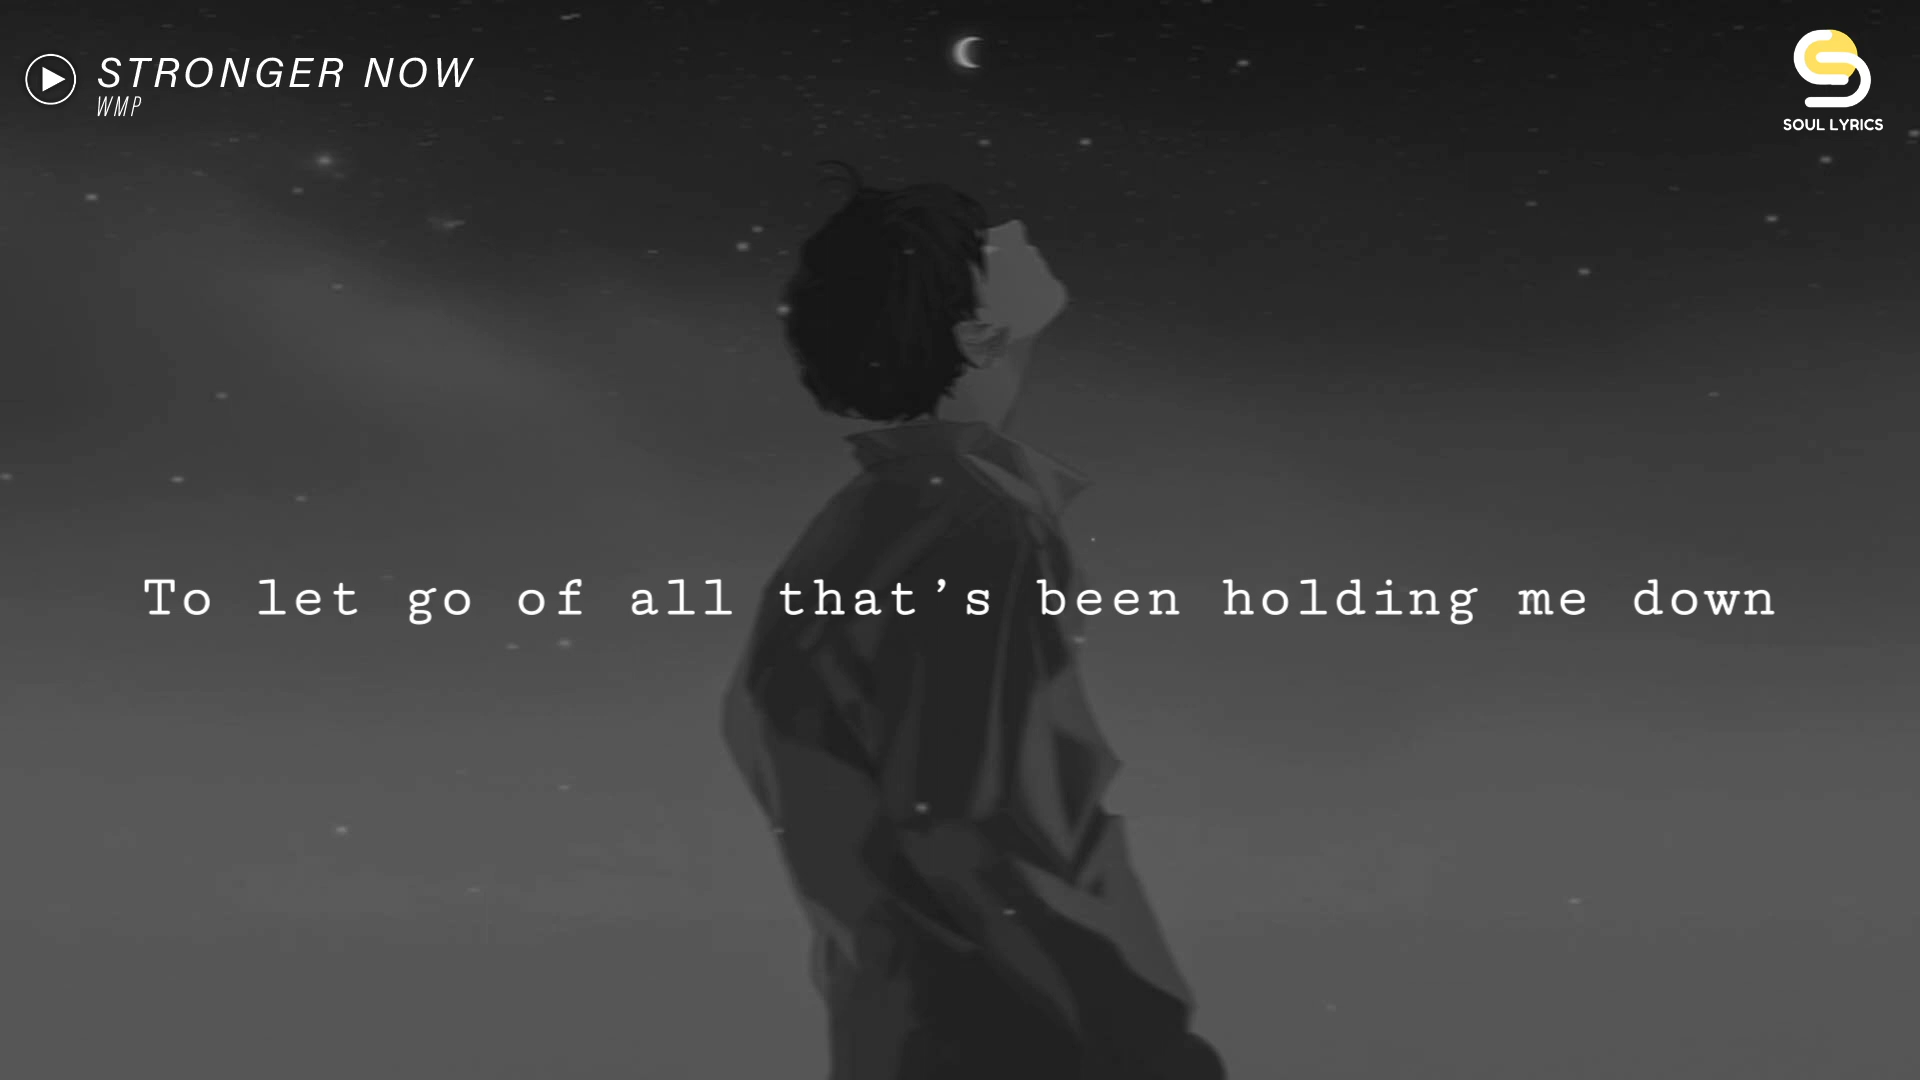 STRONGER NOW
WMP
SOUL LYRICS
To let go of all that’s been holding me down